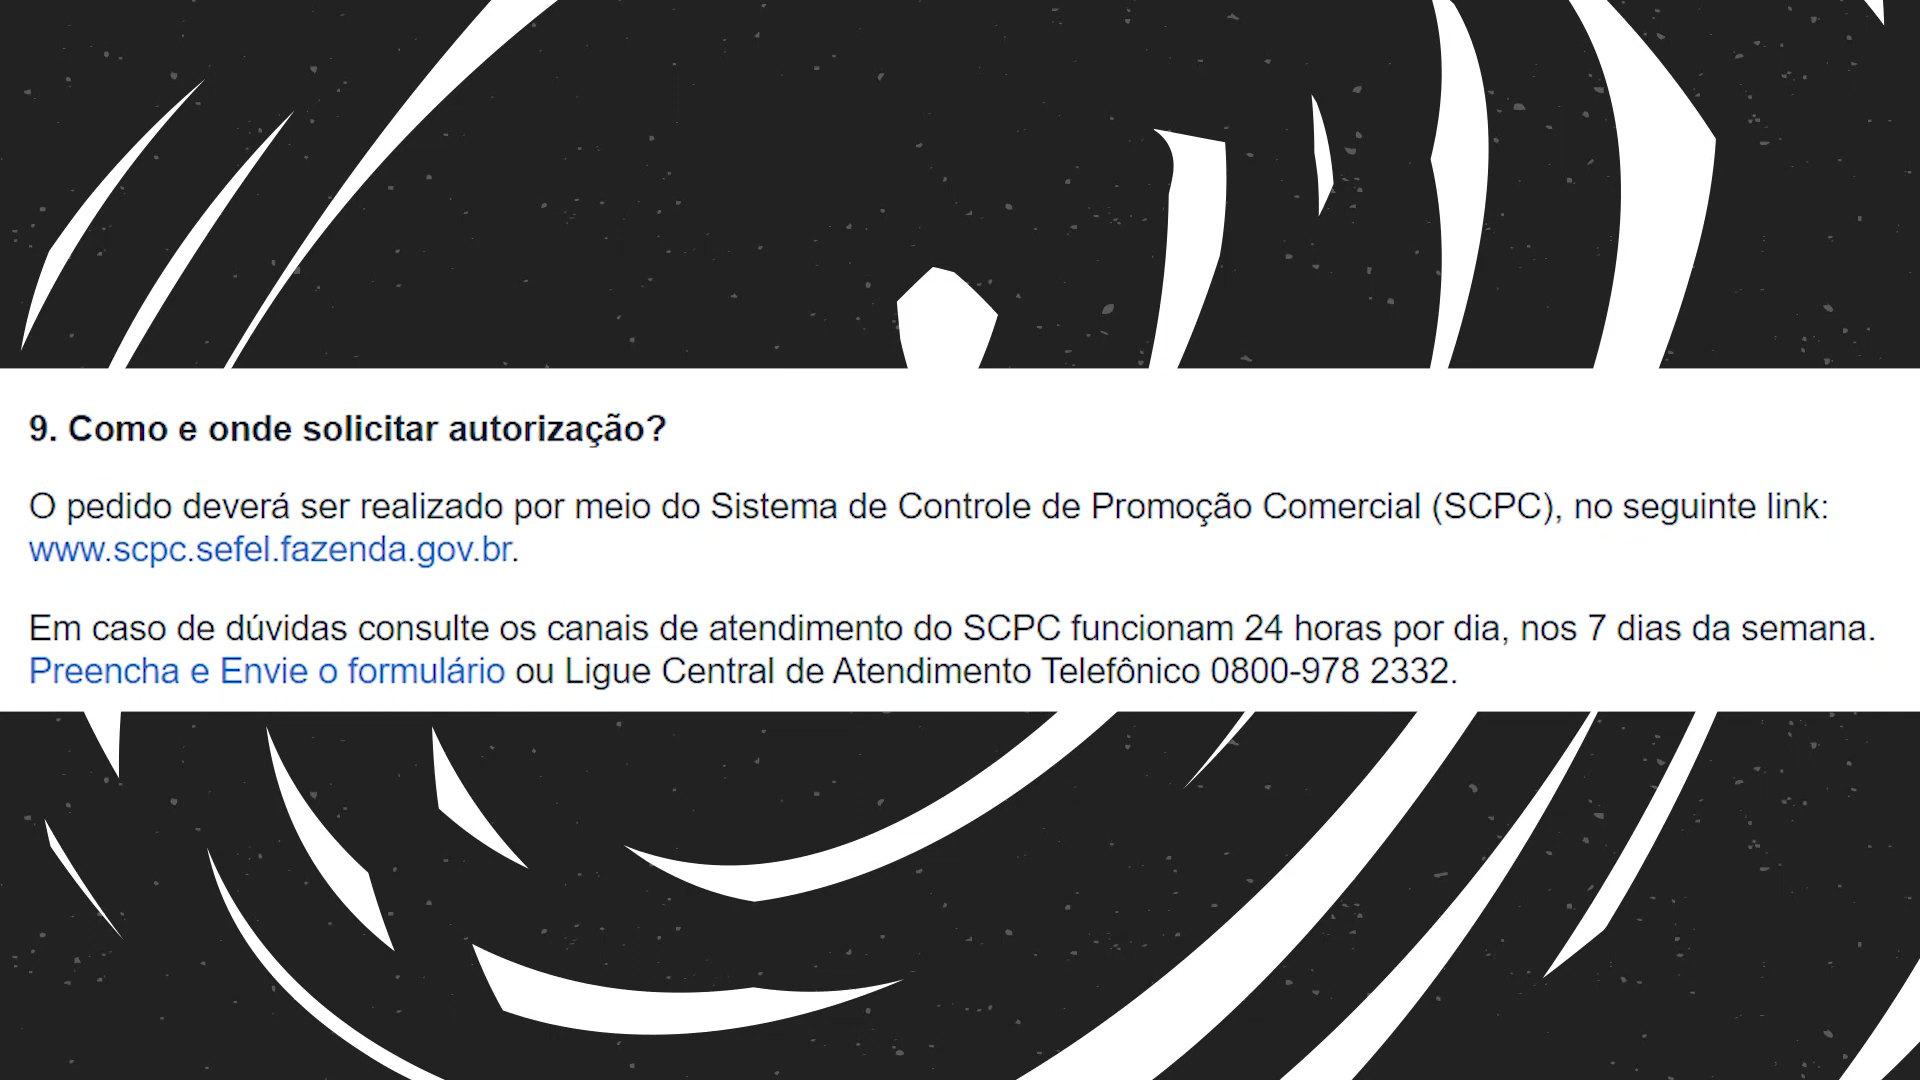 9. Como e onde solicitar autorização?
O pedido deverá ser realizado por meio do Sistema de Controle de Promoção Comercial (SCPC), no seguinte link:
www.scpc.sefel.fazenda.gov.br.
Em caso de dúvidas consulte os canais de atendimento do SCPC funcionam 24 horas por dia, nos 7 dias da semana.
Preencha e Envie o formulário ou Ligue Central de Atendimento Telefônico 0800-978 2332.